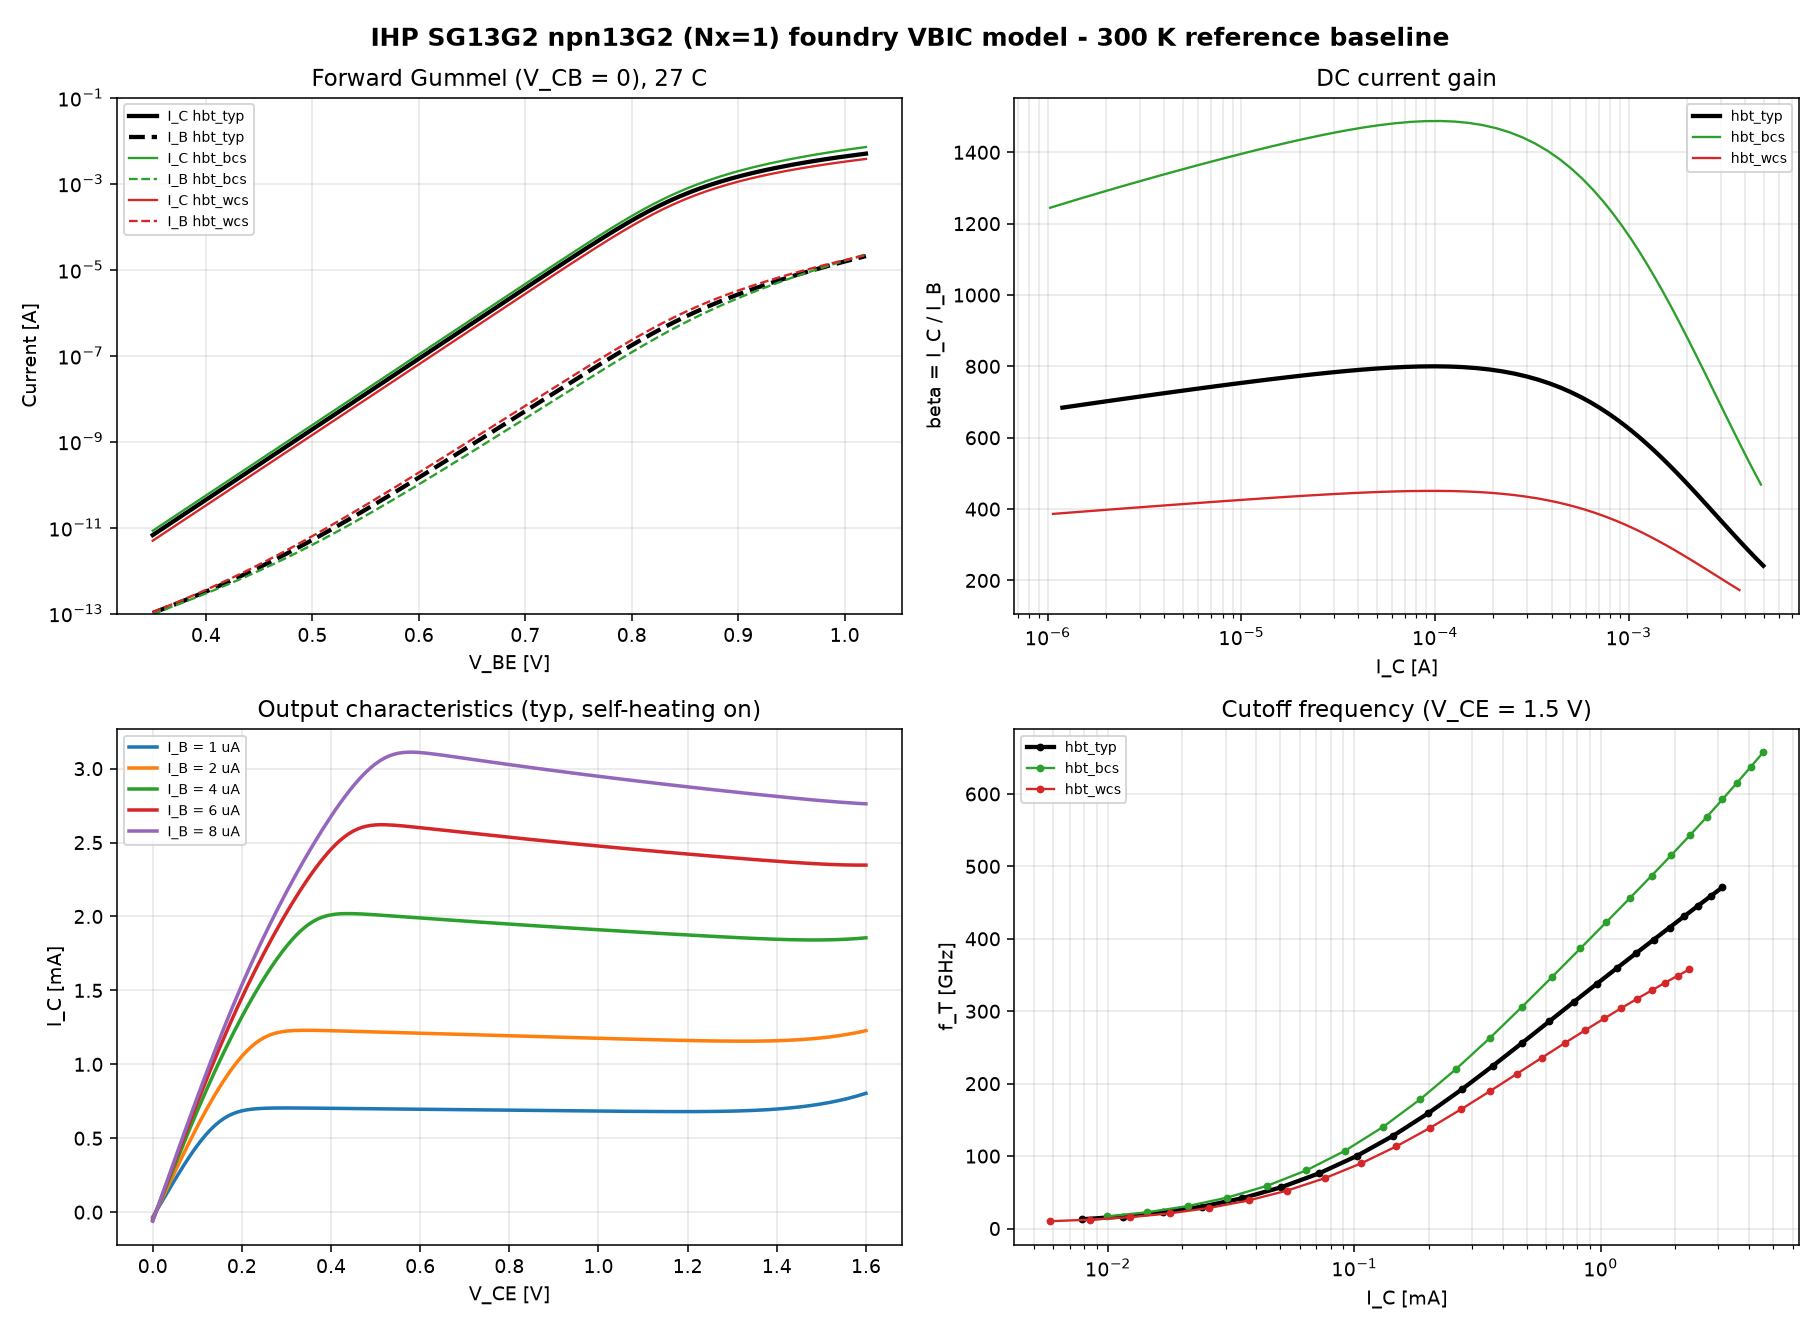 IHP SG13G2 npn13G2 (Nx=1) foundry VBIC model - 300 K reference baseline
Forward Gummel (V_CB = 0), 27 C
Current [A]
10⁻¹
10⁻³
10⁻⁵
10⁻⁷
10⁻⁹
10⁻¹¹
10⁻¹³
I_C hbt_typ
I_B hbt_typ
I_C hbt_bcs
I_B hbt_bcs
I_C hbt_wcs
I_B hbt_wcs
0.4 0.5 0.6 0.7 0.8 0.9 1.0
V_BE [V]
DC current gain
beta = I_C / I_B
1400
1200
1000
800
600
400
200
hbt_typ
hbt_bcs
hbt_wcs
10⁻⁶ 10⁻⁵ 10⁻⁴ 10⁻³
I_C [A]
Output characteristics (typ, self-heating on)
I_C [mA]
3.0
2.5
2.0
1.5
1.0
0.5
0.0
I_B = 1 uA
I_B = 2 uA
I_B = 4 uA
I_B = 6 uA
I_B = 8 uA
0.0 0.2 0.4 0.6 0.8 1.0 1.2 1.4 1.6
V_CE [V]
Cutoff frequency (V_CE = 1.5 V)
f_T [GHz]
600
500
400
300
200
100
0
hbt_typ
hbt_bcs
hbt_wcs
10⁻² 10⁻¹ 10⁰
I_C [mA]